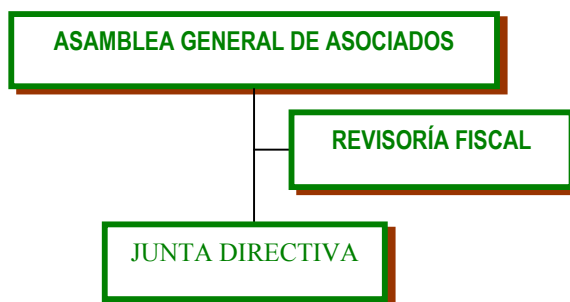 ASAMBLEA GENERAL DE ASOCIADOS
REVISORÍA FISCAL
JUNTA DIRECTIVA